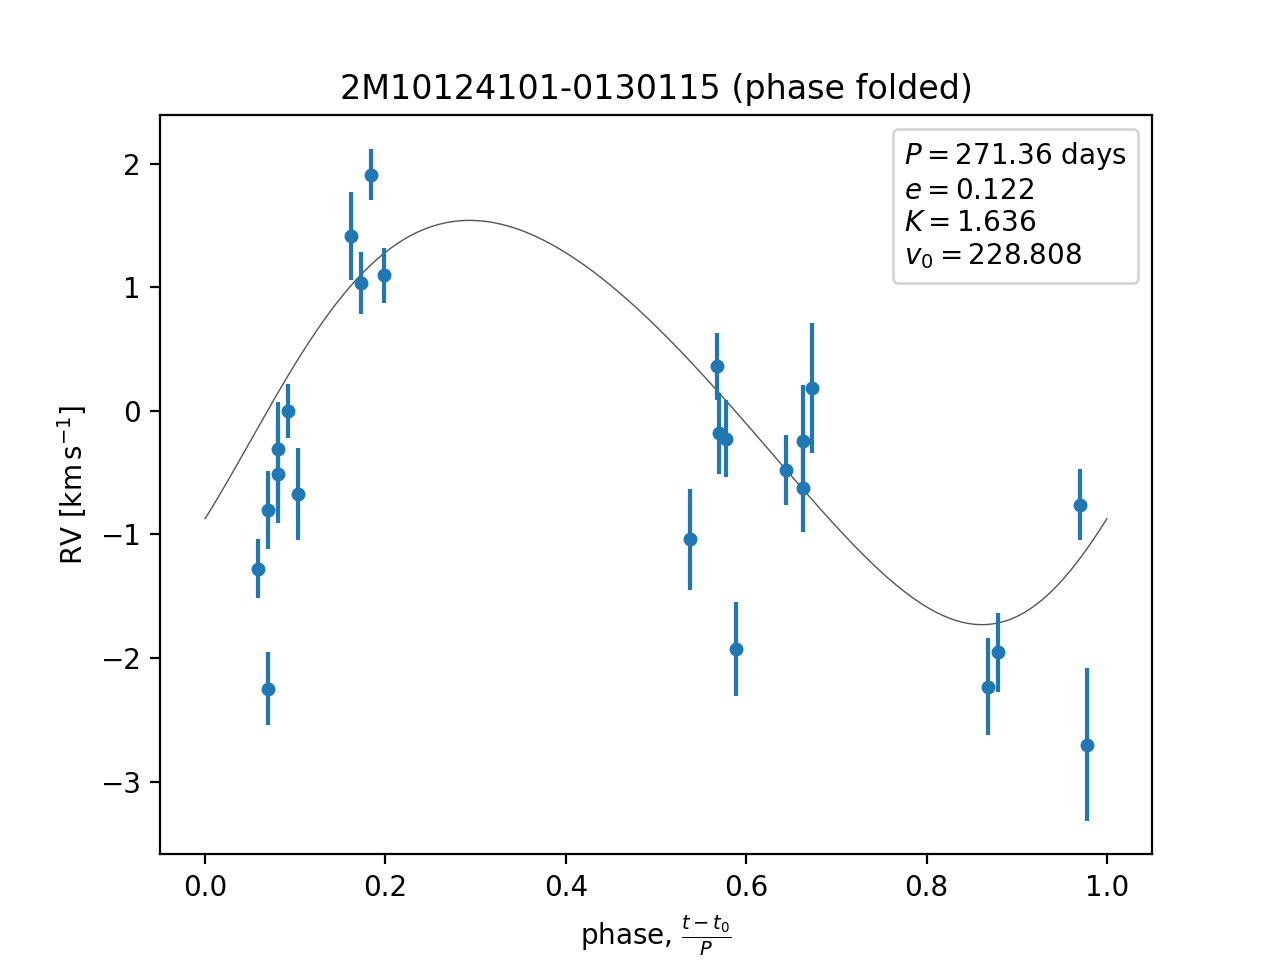 2M10124101-0130115 (phase folded)
P = 271.36 days
e = 0.122
K = 1.636
v₀ = 228.808
RV [km s⁻¹]
2
1
0
−1
−2
−3
0.0 0.2 0.4 0.6 0.8 1.0
phase, (t − t₀)/P